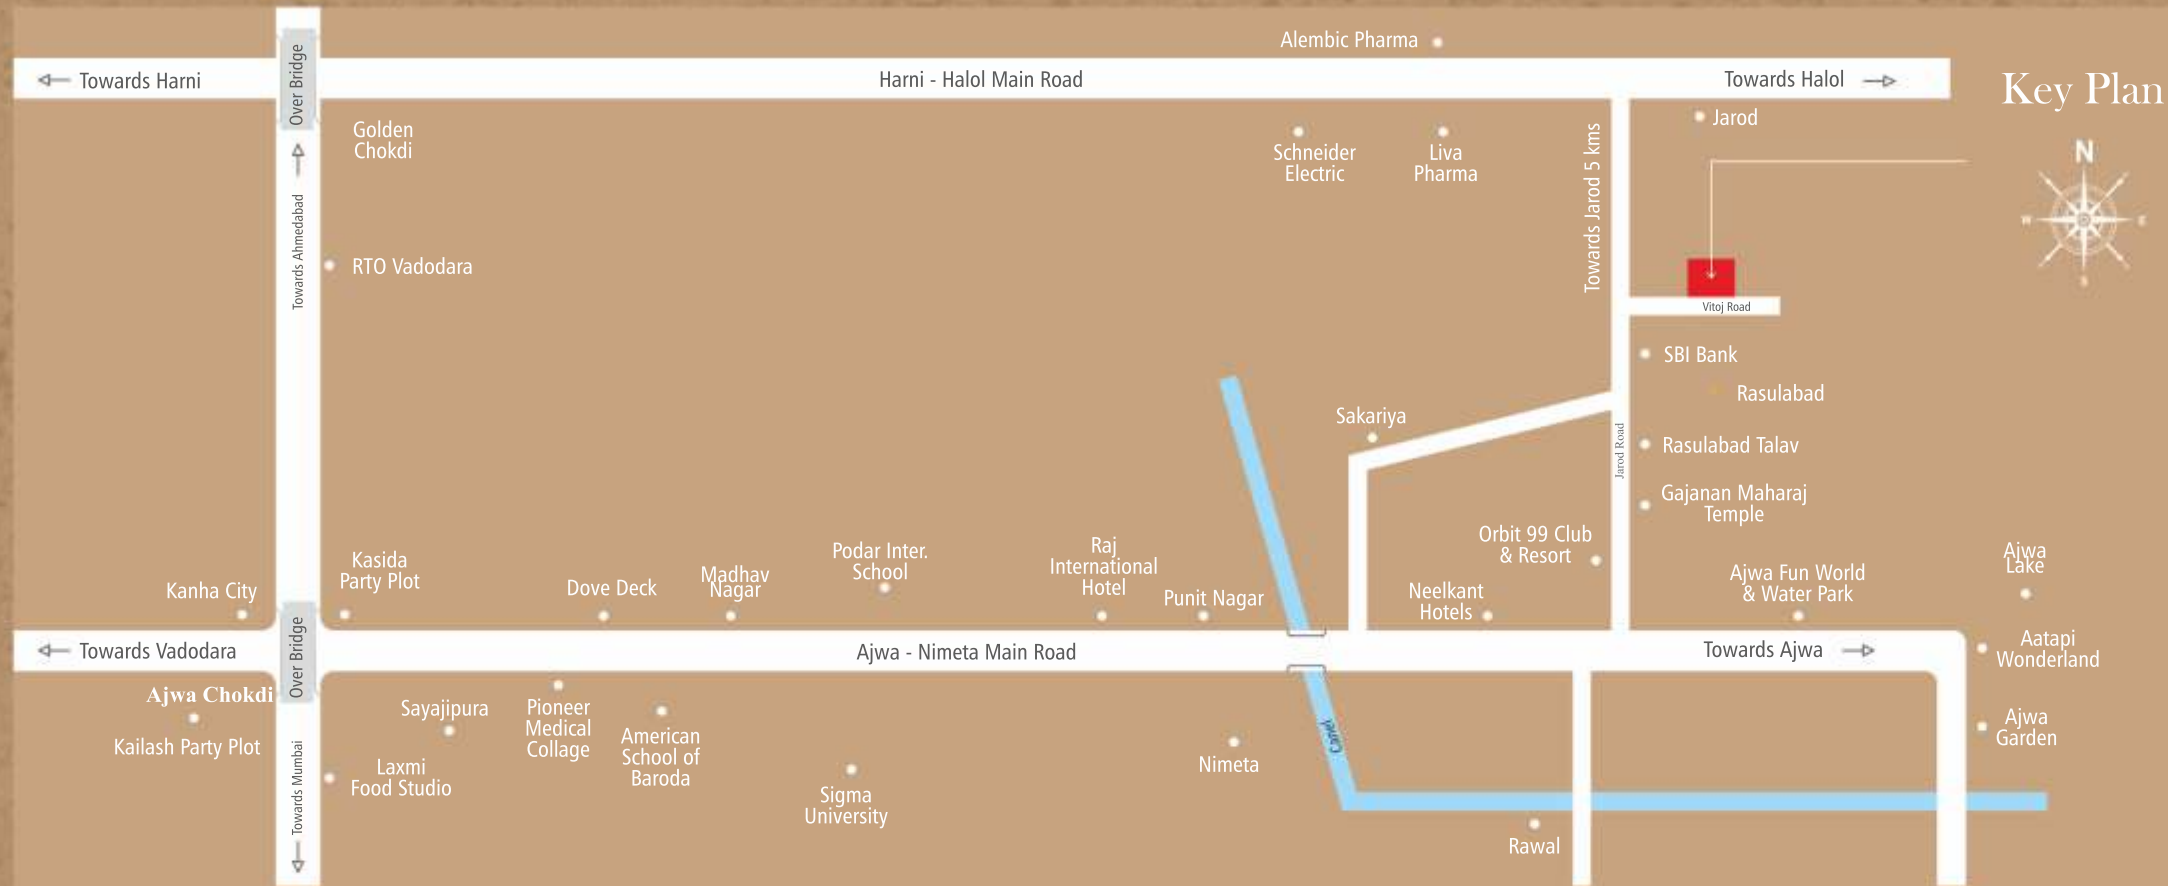 Alembic Pharma
Towards Harni
Over Bridge
Harni - Halol Main Road
Towards Halol
Key Plan
Golden
Chokdi
Jarod
Schneider
Electric
Liva
Pharma
Towards Jarod 5 kms
N
W
E
S
Towards Ahmedabad
RTO Vadodara
Vitoj Road
SBI Bank
Rasulabad
Sakariya
Jarod Road
Rasulabad Talav
Gajanan Maharaj
Temple
Orbit 99 Club
& Resort
Kasida
Party Plot
Kanha City
Dove Deck
Madhav
Nagar
Podar Inter.
School
Raj
International
Hotel
Punit Nagar
Neelkant
Hotels
Ajwa Fun World
& Water Park
Ajwa
Lake
Towards Vadodara
Over Bridge
Ajwa - Nimeta Main Road
Towards Ajwa
Aatapi
Wonderland
Ajwa Chokdi
Kailash Party Plot
Sayajipura
Pioneer
Medical
Collage
American
School of
Baroda
Canel
Ajwa
Garden
Towards Mumbai
Laxmi
Food Studio
Sigma
University
Nimeta
Rawal